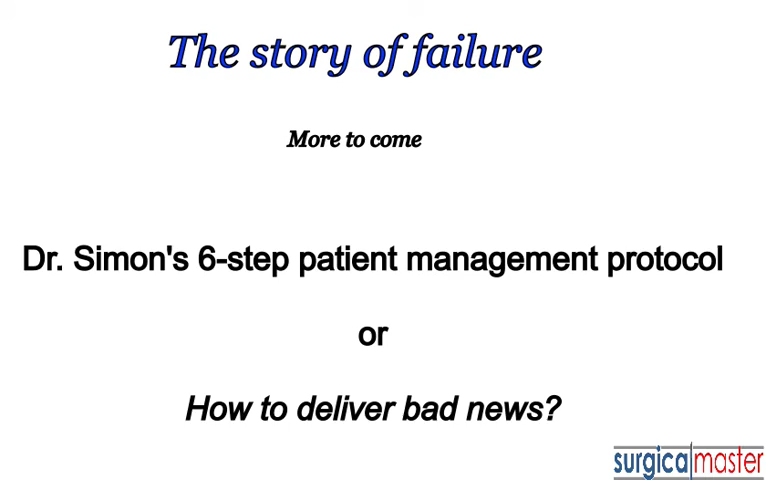 The story of failure
More to come
Dr. Simon's 6-step patient management protocol
or
How to deliver bad news?
surgicalmaster